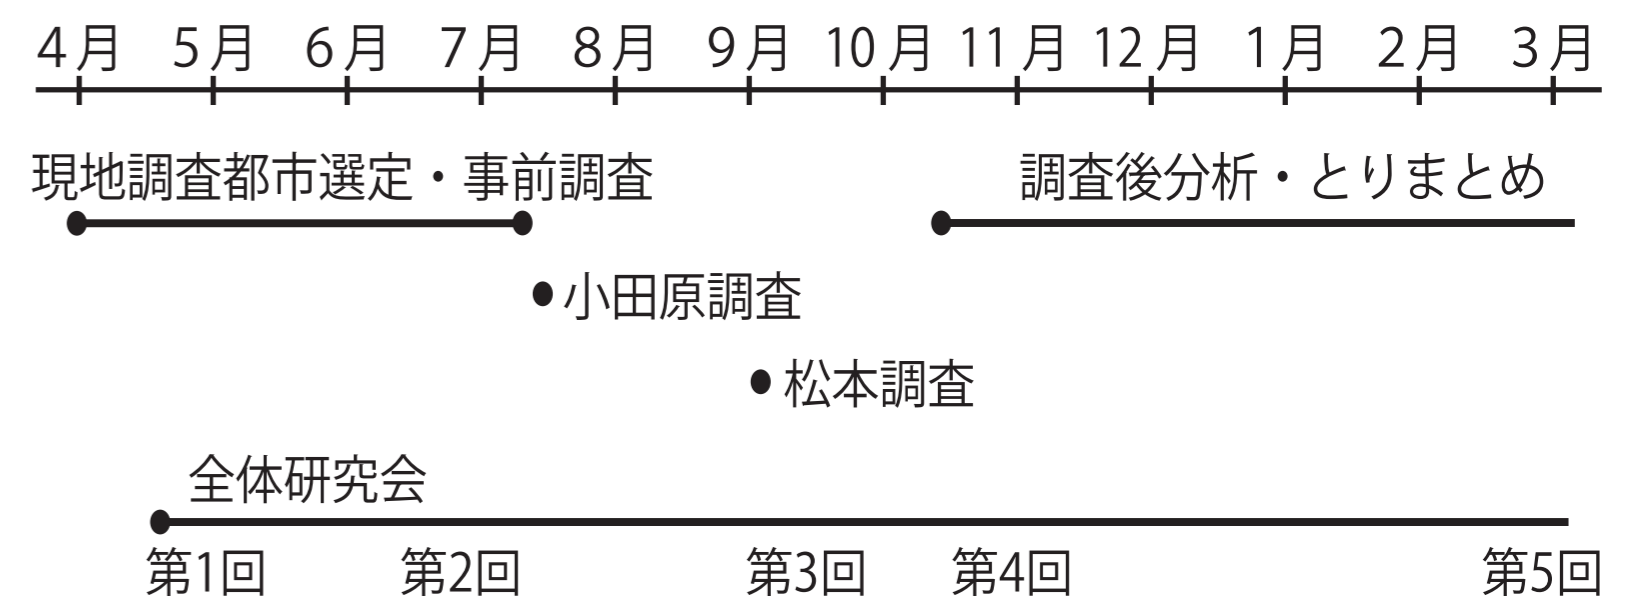 4月 5月 6月 7月 8月 9月 10月 11月 12月 1月 2月 3月
現地調査都市選定・事前調査 調査後分析・とりまとめ
小田原調査
松本調査
全体研究会
第1回 第2回 第3回 第4回 第5回